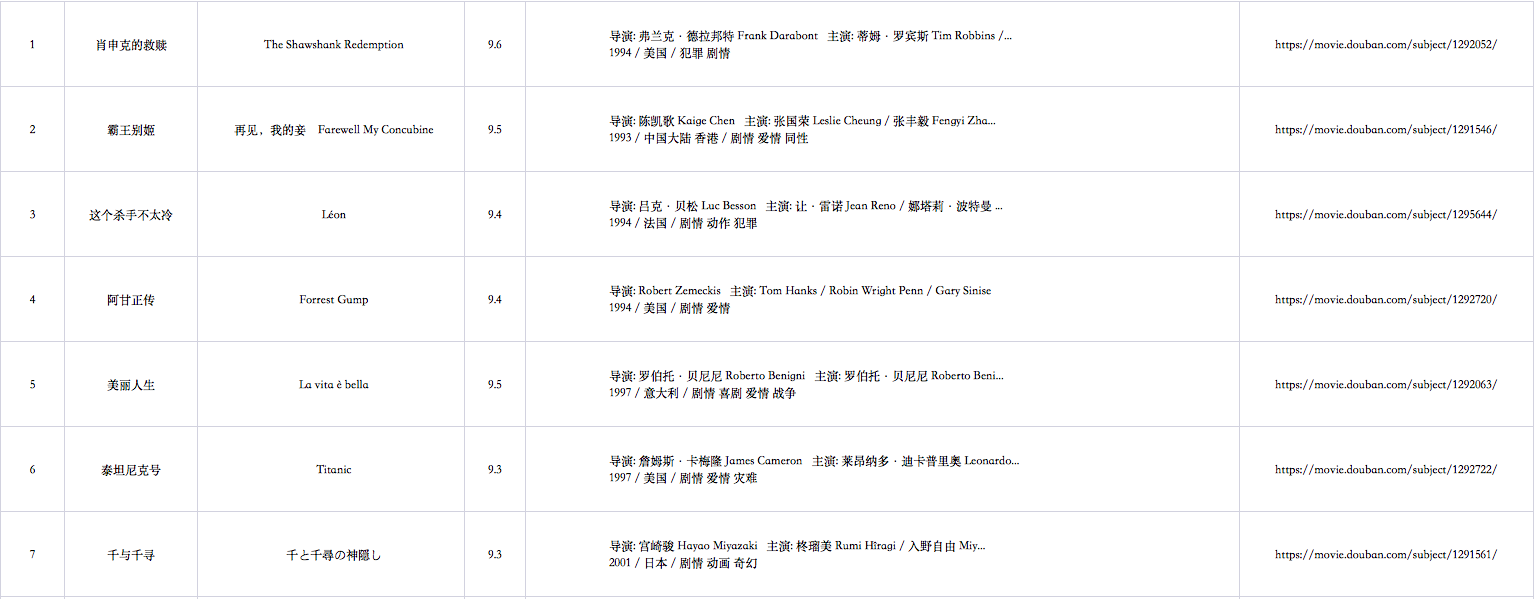 1
肖申克的救赎
The Shawshank Redemption
9.6
导演: 弗兰克·德拉邦特 Frank Darabont 主演: 蒂姆·罗宾斯 Tim Robbins /...
1994 / 美国 / 犯罪 剧情
https://movie.douban.com/subject/1292052/
2
霸王别姬
再见，我的妾 Farewell My Concubine
9.5
导演: 陈凯歌 Kaige Chen 主演: 张国荣 Leslie Cheung / 张丰毅 Fengyi Zha...
1993 / 中国大陆 香港 / 剧情 爱情 同性
https://movie.douban.com/subject/1291546/
3
这个杀手不太冷
Léon
9.4
导演: 吕克·贝松 Luc Besson 主演: 让·雷诺 Jean Reno / 娜塔莉·波特曼 ...
1994 / 法国 / 剧情 动作 犯罪
https://movie.douban.com/subject/1295644/
4
阿甘正传
Forrest Gump
9.4
导演: Robert Zemeckis 主演: Tom Hanks / Robin Wright Penn / Gary Sinise
1994 / 美国 / 剧情 爱情
https://movie.douban.com/subject/1292720/
5
美丽人生
La vita è bella
9.5
导演: 罗伯托·贝尼尼 Roberto Benigni 主演: 罗伯托·贝尼尼 Roberto Beni...
1997 / 意大利 / 剧情 喜剧 爱情 战争
https://movie.douban.com/subject/1292063/
6
泰坦尼克号
Titanic
9.3
导演: 詹姆斯·卡梅隆 James Cameron 主演: 莱昂纳多·迪卡普里奥 Leonardo...
1997 / 美国 / 剧情 爱情 灾难
https://movie.douban.com/subject/1292722/
7
千与千寻
千と千尋の神隠し
9.3
导演: 宫崎骏 Hayao Miyazaki 主演: 柊瑠美 Rumi Hîragi / 入野自由 Miy...
2001 / 日本 / 剧情 动画 奇幻
https://movie.douban.com/subject/1291561/